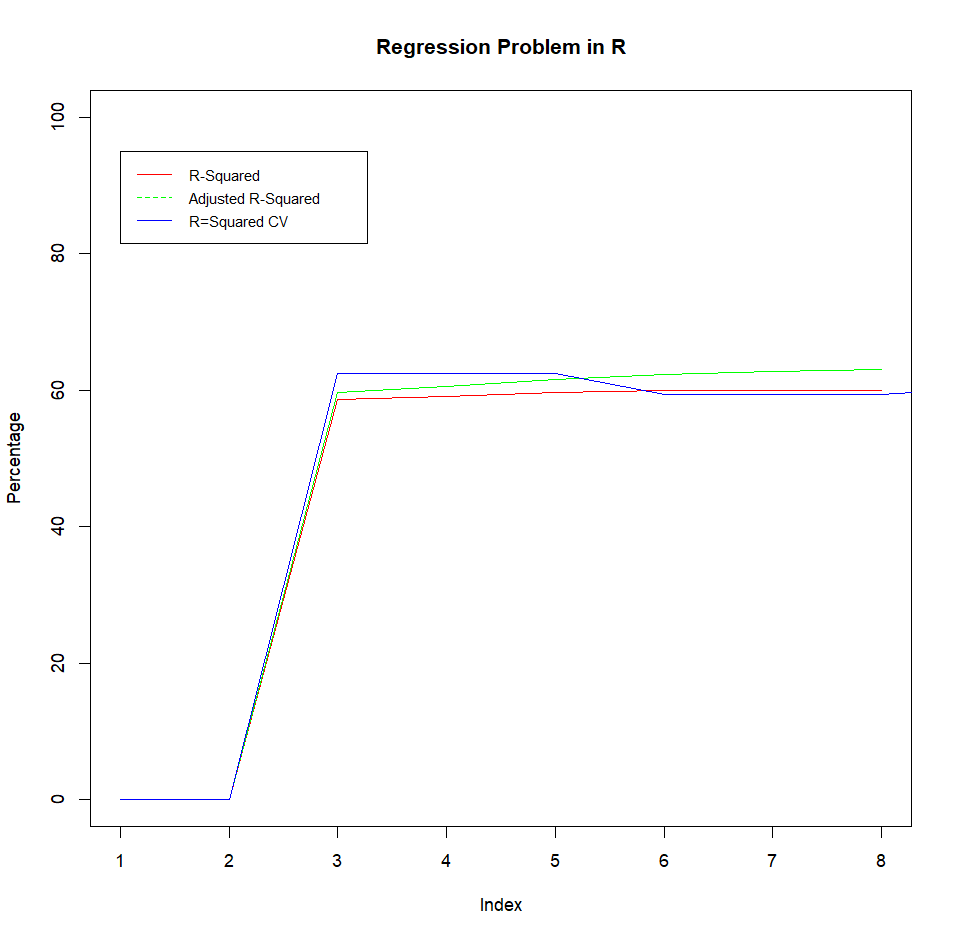 Regression Problem in R
100
80
60
40
20
0
Percentage
R-Squared
Adjusted R-Squared
R=Squared CV
1 2 3 4 5 6 7 8
Index